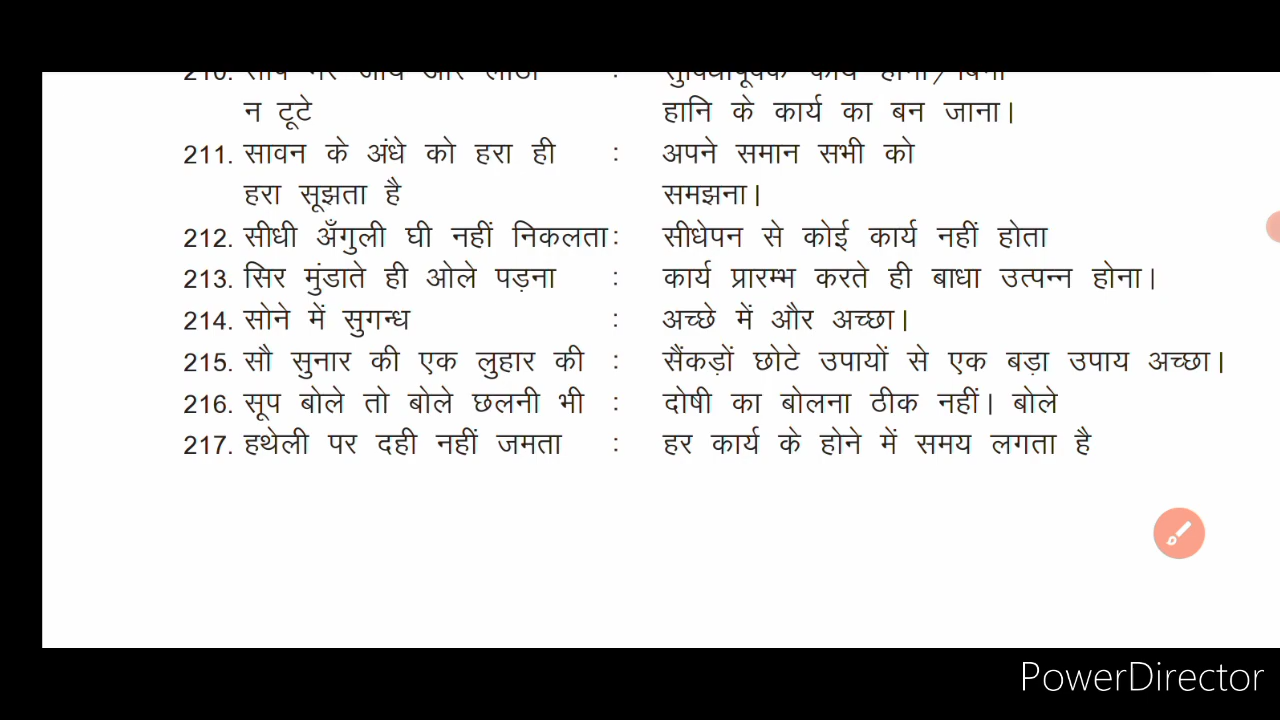 न टूटे हानि के कार्य का बन जाना।
211. सावन के अंधे को हरा ही : अपने समान सभी को
हरा सूझता है समझना।
212. सीधी अँगुली घी नहीं निकलता : सीधेपन से कोई कार्य नहीं होता
213. सिर मुंडाते ही ओले पड़ना : कार्य प्रारम्भ करते ही बाधा उत्पन्न होना।
214. सोने में सुगन्ध : अच्छे में और अच्छा।
215. सौ सुनार की एक लुहार की : सैंकड़ों छोटे उपायों से एक बड़ा उपाय अच्छा।
216. सूप बोले तो बोले छलनी भी : दोषी का बोलना ठीक नहीं। बोले
217. हथेली पर दही नहीं जमता : हर कार्य के होने में समय लगता है
PowerDirector